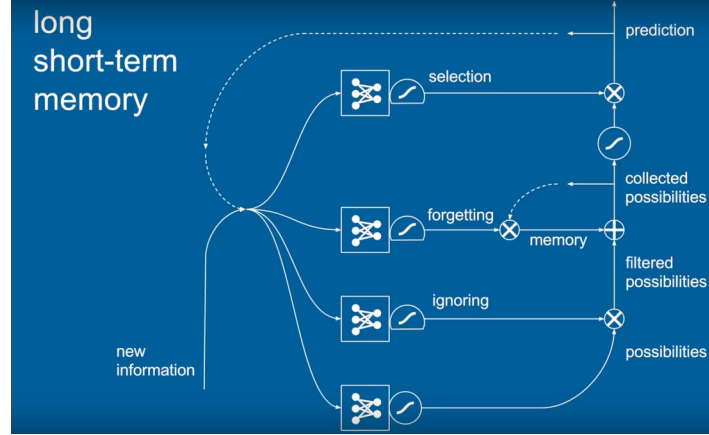 long
short-term
memory
prediction
selection
collected
possibilities
forgetting
memory
filtered
possibilities
ignoring
new
information
possibilities